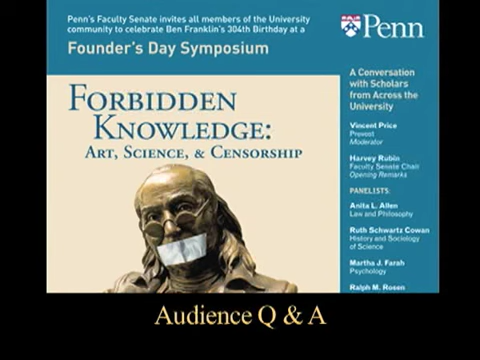 Penn's Faculty Senate invites all members of the University
community to celebrate Ben Franklin's 304th Birthday at a
Founder's Day Symposium
Penn
FORBIDDEN
KNOWLEDGE:
ART, SCIENCE, & CENSORSHIP
A Conversation
with Scholars
from Across the
University
Vincent Price
Provost
Moderator
Harvey Rubin
Faculty Senate Chair
Opening Remarks
PANELISTS:
Anita L. Allen
Law and Philosophy
Ruth Schwartz Cowan
History and Sociology
of Science
Martha J. Farah
Psychology
Ralph M. Rosen
Audience Q & A